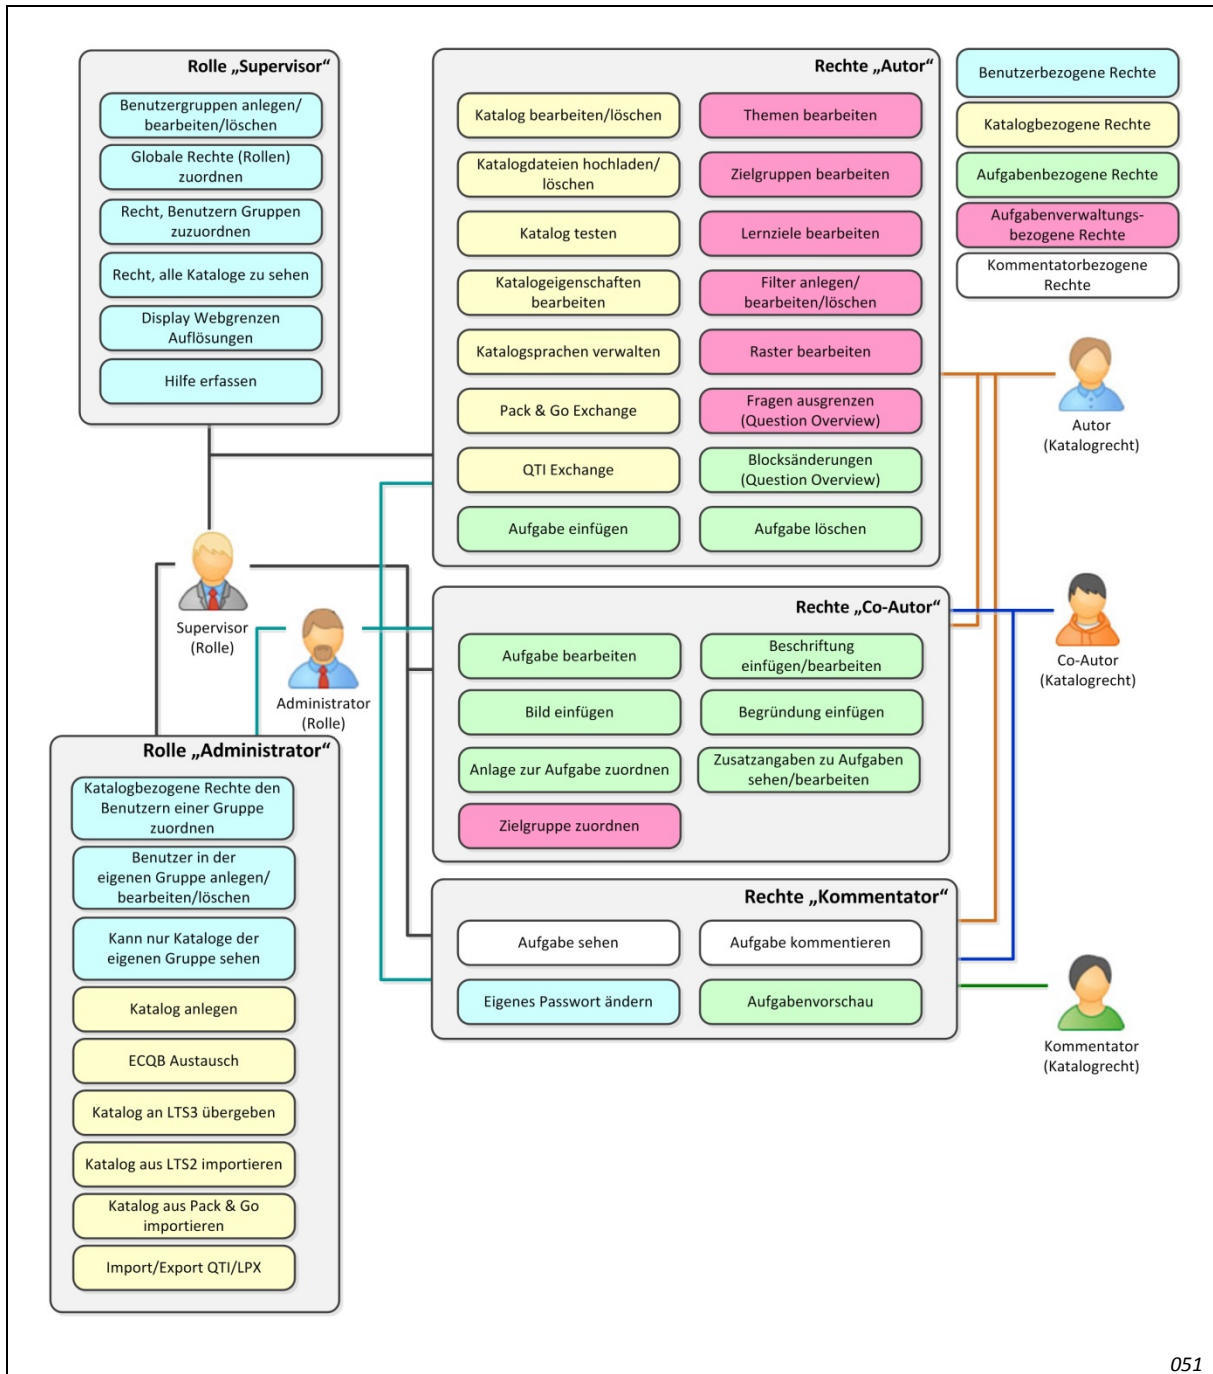 Rolle „Supervisor“
Benutzergruppen anlegen/
bearbeiten/löschen
Globale Rechte (Rollen)
zuordnen
Recht, Benutzern Gruppen
zuzuordnen
Recht, alle Kataloge zu sehen
Display Webgrenzen
Auflösungen
Hilfe erfassen
Rechte „Autor“
Katalog bearbeiten/löschen
Themen bearbeiten
Katalogdateien hochladen/
löschen
Zielgruppen bearbeiten
Katalog testen
Lernziele bearbeiten
Katalogeigenschaften
bearbeiten
Filter anlegen/
bearbeiten/löschen
Katalogsprachen verwalten
Raster bearbeiten
Pack & Go Exchange
Fragen ausgrenzen
(Question Overview)
QTI Exchange
Blocksänderungen
(Question Overview)
Aufgabe einfügen
Aufgabe löschen
Benutzerbezogene Rechte
Katalogbezogene Rechte
Aufgabenbezogene Rechte
Aufgabenverwaltungs-
bezogene Rechte
Kommentatorbezogene
Rechte
Autor
(Katalogrecht)
Supervisor
(Rolle)
Administrator
(Rolle)
Rechte „Co-Autor“
Aufgabe bearbeiten
Beschriftung
einfügen/bearbeiten
Bild einfügen
Begründung einfügen
Anlage zur Aufgabe zuordnen
Zusatzangaben zu Aufgaben
sehen/bearbeiten
Zielgruppe zuordnen
Co-Autor
(Katalogrecht)
Rolle „Administrator“
Katalogbezogene Rechte den
Benutzern einer Gruppe
zuordnen
Benutzer in der
eigenen Gruppe anlegen/
bearbeiten/löschen
Kann nur Kataloge der
eigenen Gruppe sehen
Katalog anlegen
ECQB Austausch
Katalog an LTS3 übergeben
Katalog aus LTS2 importieren
Katalog aus Pack & Go
importieren
Import/Export QTI/LPX
Rechte „Kommentator“
Aufgabe sehen
Aufgabe kommentieren
Eigenes Passwort ändern
Aufgabenvorschau
Kommentator
(Katalogrecht)
051